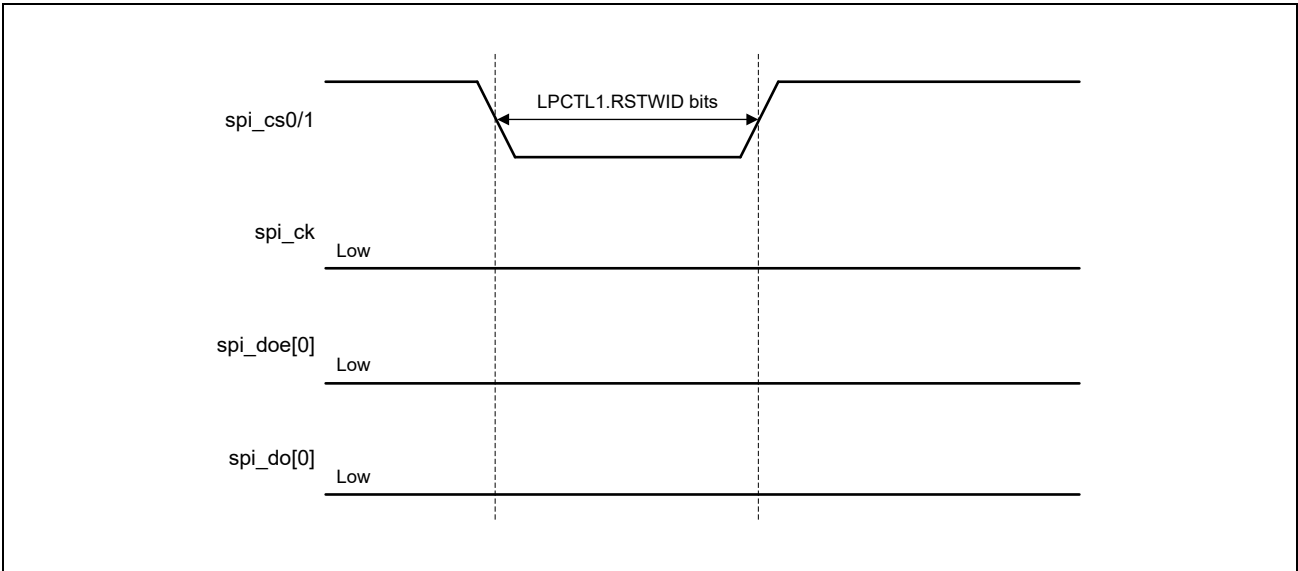 LPCTL1.RSTWID bits
spi_cs0/1
spi_ck
Low
spi_doe[0]
Low
spi_do[0]
Low